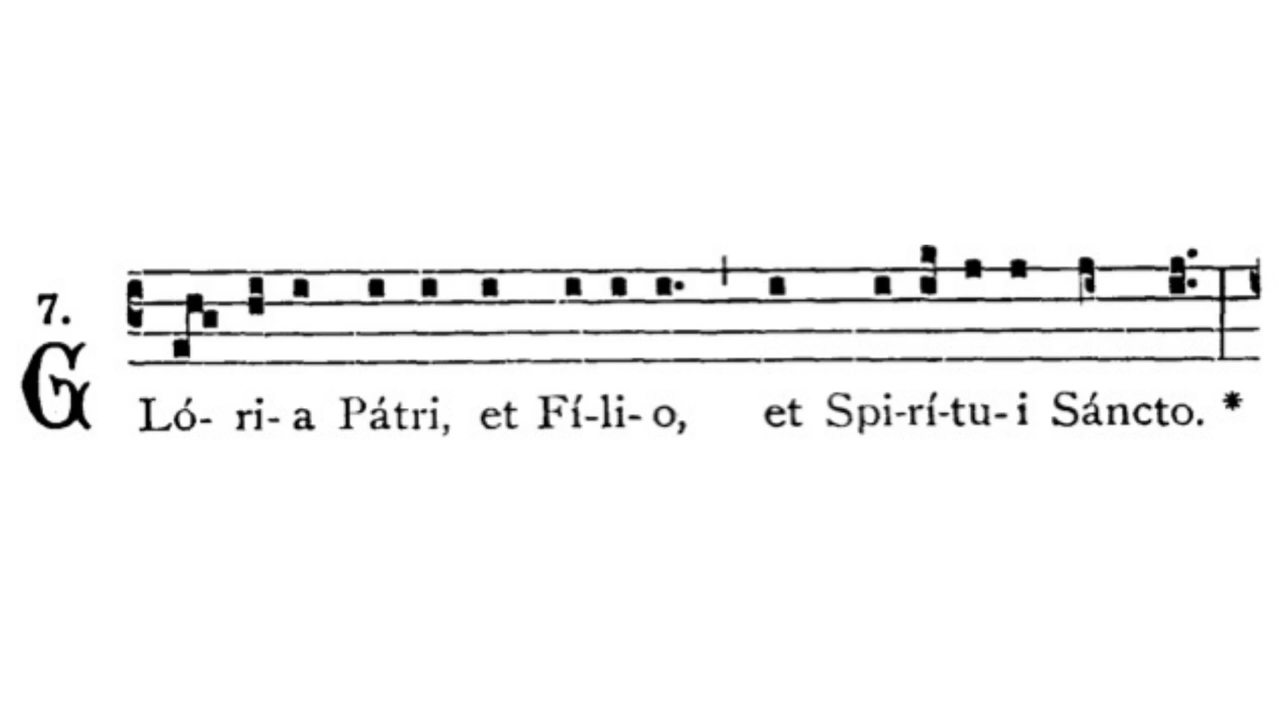 7.
GLó- ri- a Pátri, et Fí-li- o, et Spi-rí-tu- i Sáncto. *